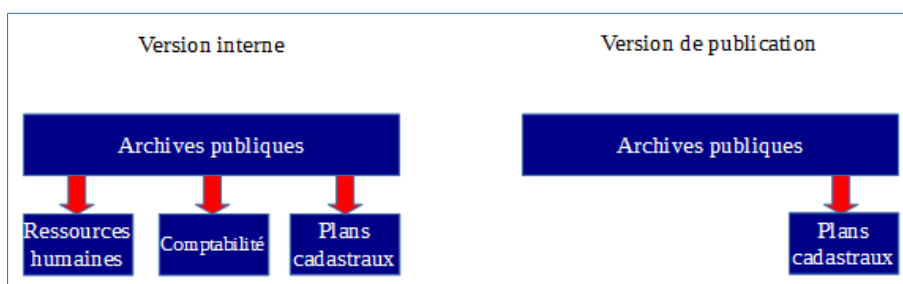 Version interne
Version de publication
Archives publiques
Archives publiques
Ressources
humaines
Comptabilité
Plans
cadastraux
Plans
cadastraux